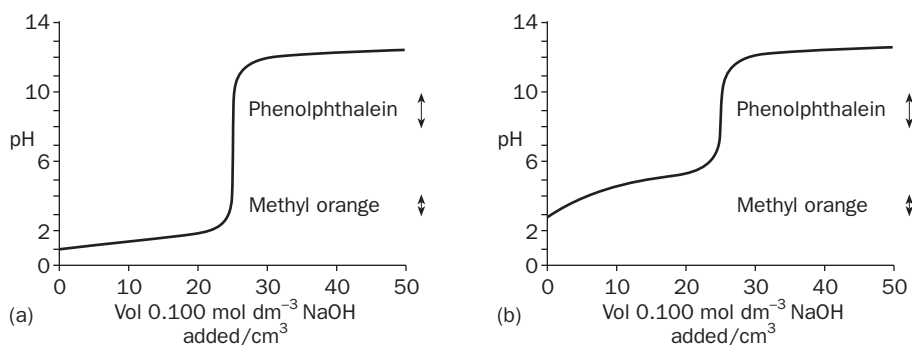 14
10
Phenolphthalein
pH
6
Methyl orange
2
0
0 10 20 30 40 50
(a)
Vol 0.100 mol dm⁻³ NaOH
added/cm³
14
10
Phenolphthalein
pH
6
Methyl orange
2
0
0 10 20 30 40 50
(b)
Vol 0.100 mol dm⁻³ NaOH
added/cm³